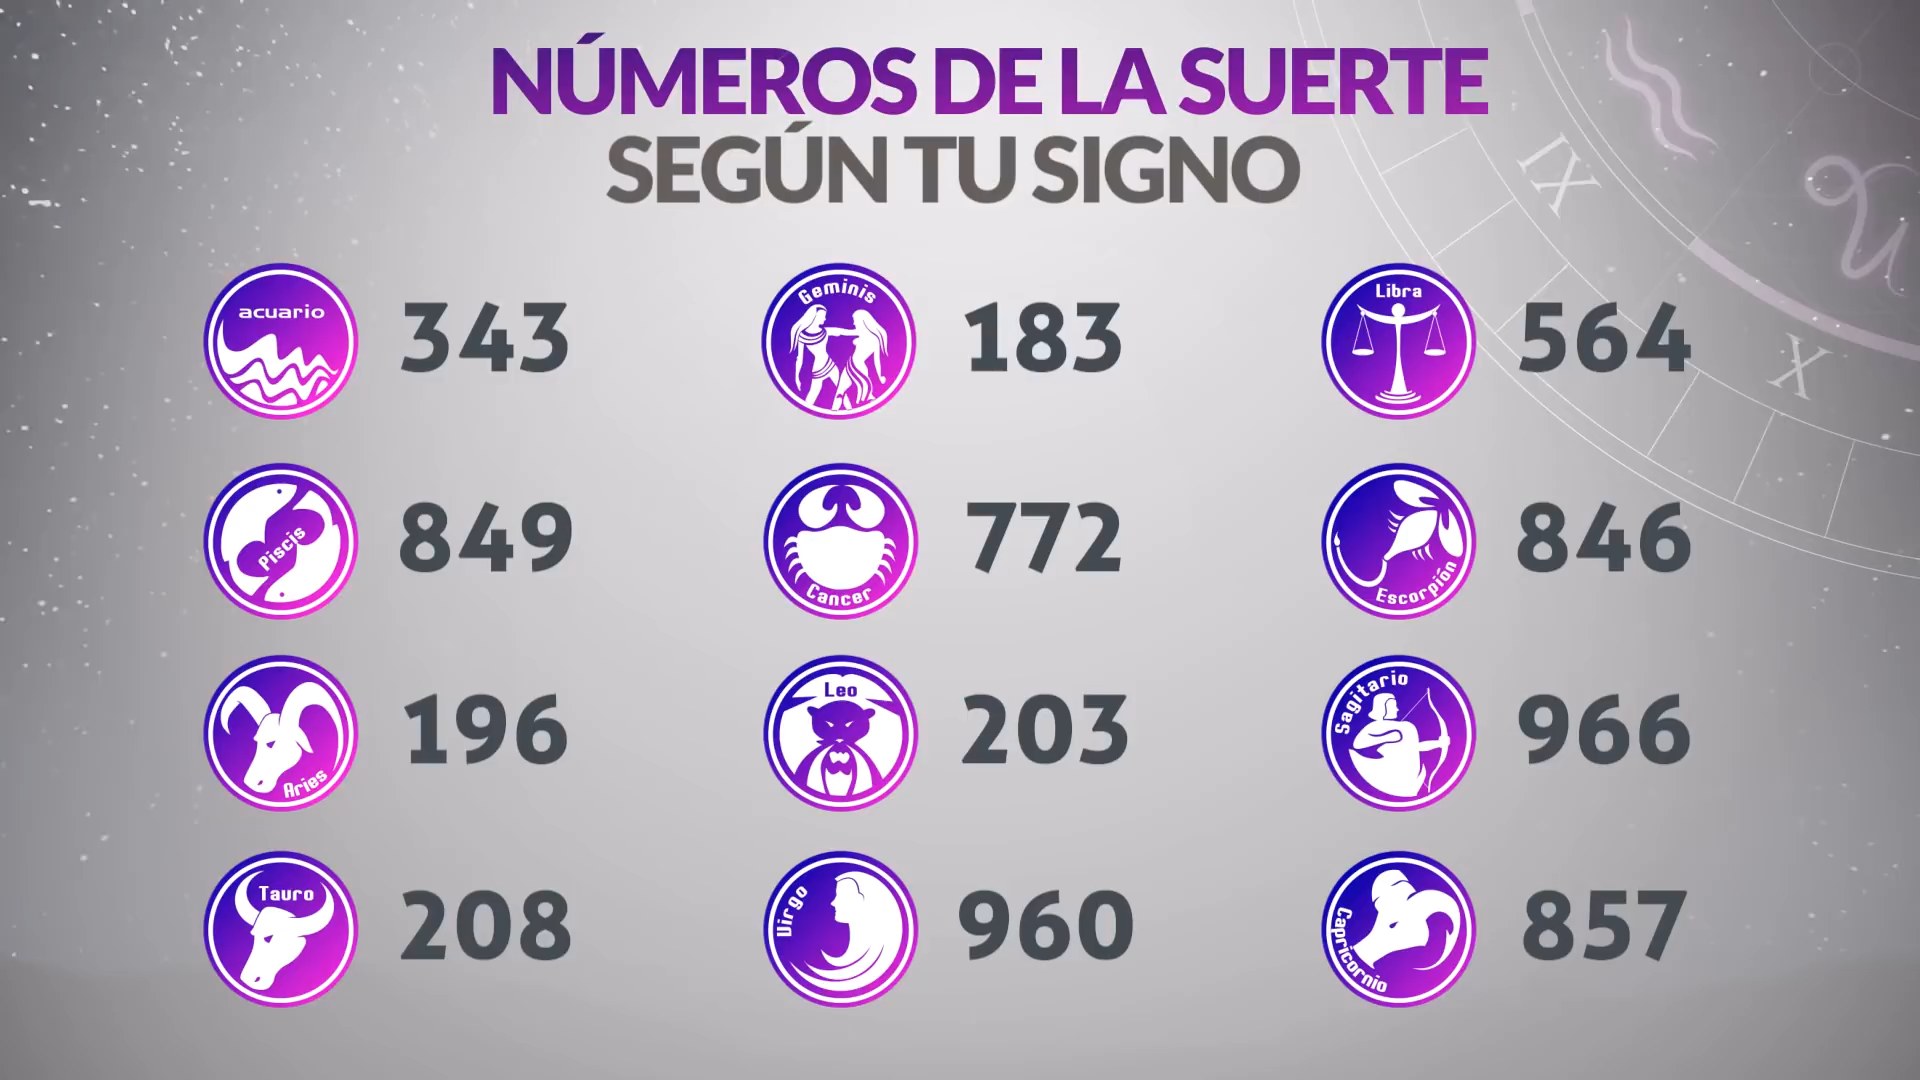 NÚMEROS DE LA SUERTE
SEGÚN TU SIGNO
IX
X
acuario 343
Geminis 183
Libra 564
Piscis 849
Cancer 772
Escorpión 846
Aries 196
Leo 203
Sagitario 966
Tauro 208
Virgo 960
Capricornio 857